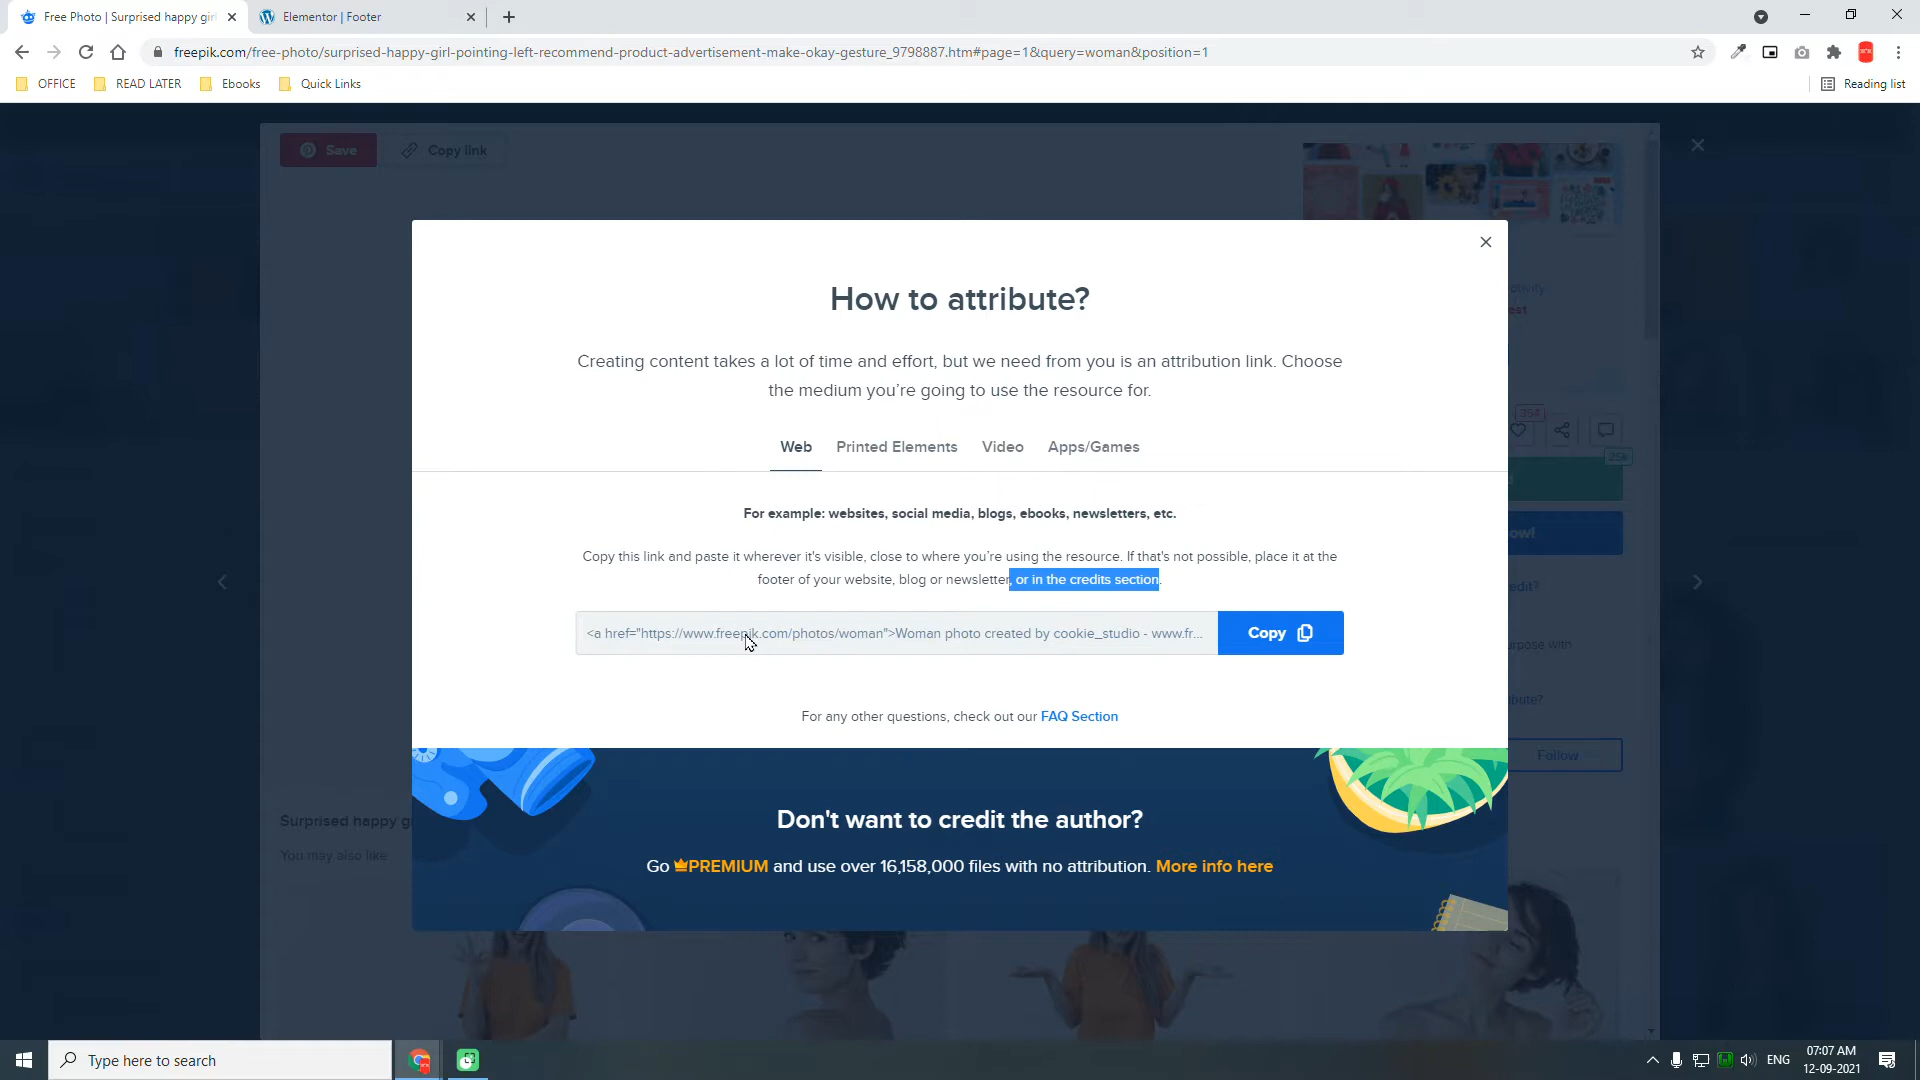 Free Photo | Surprised happy girl
Elementor | Footer
freepik.com/free-photo/surprised-happy-girl-pointing-left-recommend-product-advertisement-make-okay-gesture_9798887.htm#page=1&query=woman&position=1
OFFICE
READ LATER
Ebooks
Quick Links
Reading list
Save
Copy link
How to attribute?
Creating content takes a lot of time and effort, but we need from you is an attribution link. Choose
the medium you're going to use the resource for.
Web
Printed Elements
Video
Apps/Games
354
25k
For example: websites, social media, blogs, ebooks, newsletters, etc.
Copy this link and paste it wherever it's visible, close to where you're using the resource. If that's not possible, place it at the
footer of your website, blog or newsletter, or in the credits section.
<a href="https://www.freepik.com/photos/woman">Woman photo created by cookie_studio - www.fr...
Copy
For any other questions, check out our FAQ Section
Follow
Don't want to credit the author?
Go PREMIUM and use over 16,158,000 files with no attribution. More info here
Surprised happy
You may also like
Type here to search
ENG
07:07 AM
12-09-2021